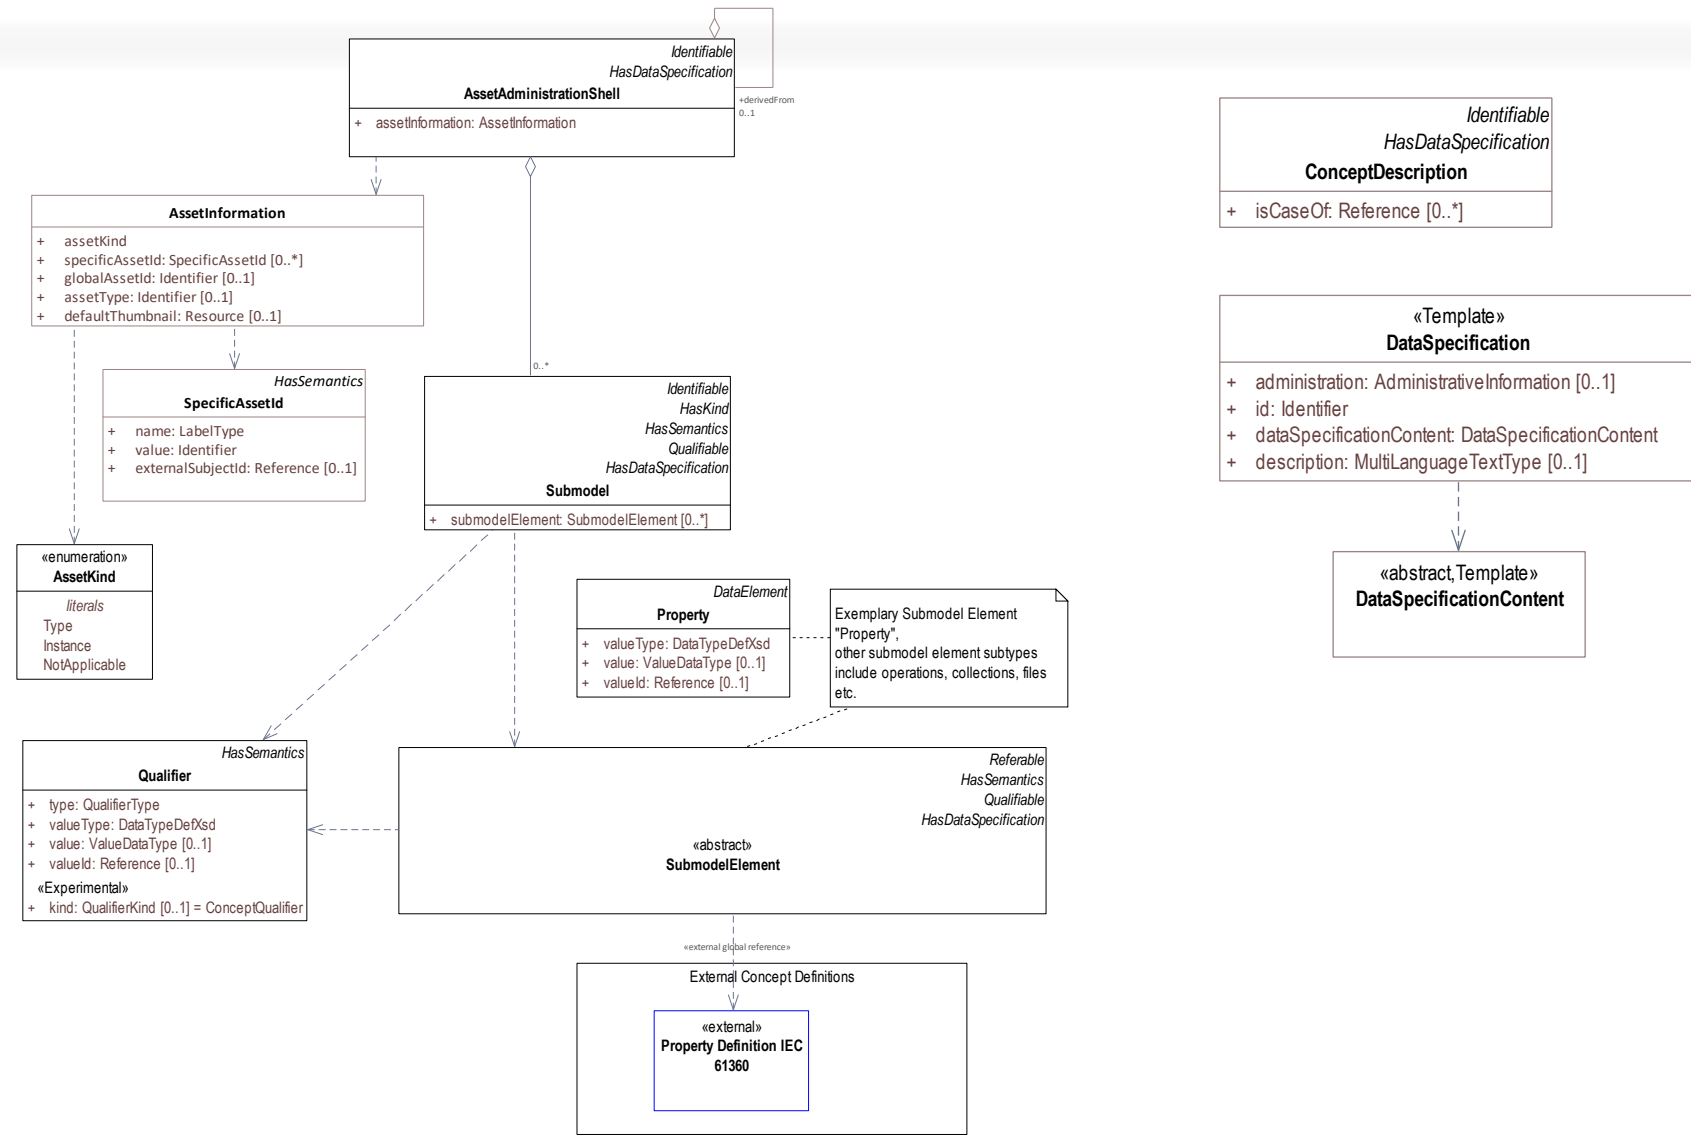 Identifiable
HasDataSpecification
AssetAdministrationShell
+ assetInformation: AssetInformation
+derivedFrom
0..1
AssetInformation
+ assetKind
+ specificAssetId: SpecificAssetId [0..*]
+ globalAssetId: Identifier [0..1]
+ assetType: Identifier [0..1]
+ defaultThumbnail: Resource [0..1]
HasSemantics
SpecificAssetId
+ name: LabelType
+ value: Identifier
+ externalSubjectId: Reference [0..1]
«enumeration»
AssetKind
literals
Type
Instance
NotApplicable
0..*
Identifiable
HasKind
HasSemantics
Qualifiable
HasDataSpecification
Submodel
+ submodelElement: SubmodelElement [0..*]
DataElement
Property
+ valueType: DataTypeDefXsd
+ value: ValueDataType [0..1]
+ valueId: Reference [0..1]
Exemplary Submodel Element
"Property",
other submodel element subtypes
include operations, collections, files
etc.
HasSemantics
Qualifier
+ type: QualifierType
+ valueType: DataTypeDefXsd
+ value: ValueDataType [0..1]
+ valueId: Reference [0..1]
«Experimental»
+ kind: QualifierKind [0..1] = ConceptQualifier
Referable
HasSemantics
Qualifiable
HasDataSpecification
«abstract»
SubmodelElement
«external global reference»
External Concept Definitions
«external»
Property Definition IEC
61360
Identifiable
HasDataSpecification
ConceptDescription
+ isCaseOf: Reference [0..*]
«Template»
DataSpecification
+ administration: AdministrativeInformation [0..1]
+ id: Identifier
+ dataSpecificationContent: DataSpecificationContent
+ description: MultiLanguageTextType [0..1]
«abstract,Template»
DataSpecificationContent